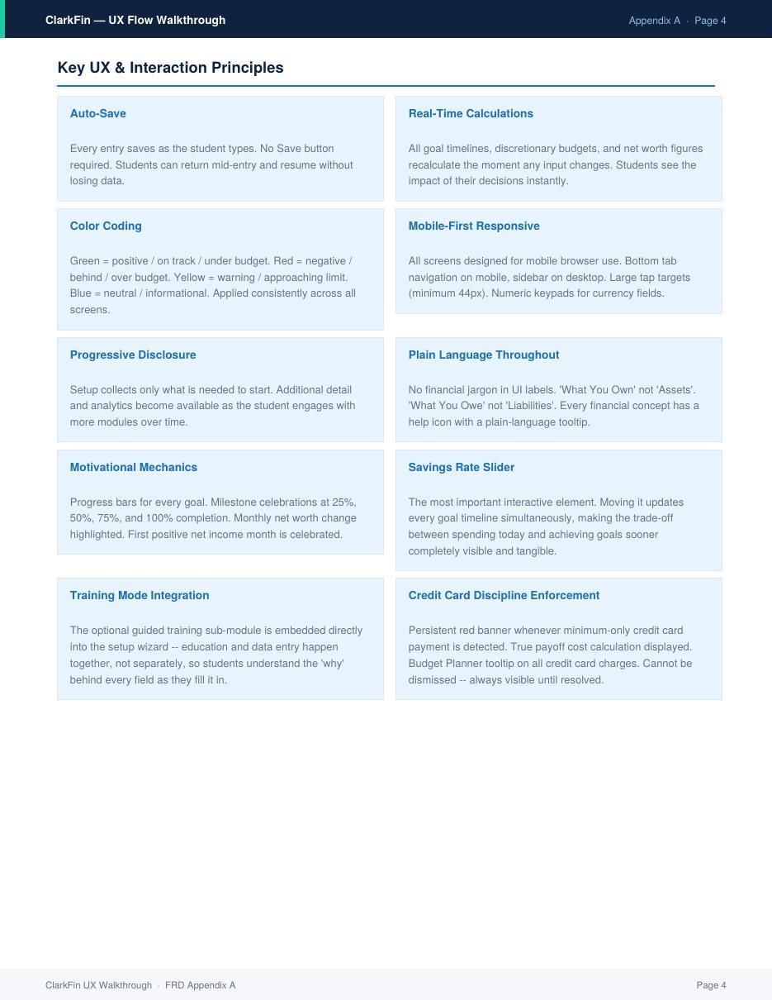 ClarkFin — UX Flow Walkthrough
Appendix A · Page 4
Key UX & Interaction Principles
Auto-Save
Every entry saves as the student types. No Save button
required. Students can return mid-entry and resume without
losing data.
Real-Time Calculations
All goal timelines, discretionary budgets, and net worth figures
recalculate the moment any input changes. Students see the
impact of their decisions instantly.
Color Coding
Green = positive / on track / under budget. Red = negative /
behind / over budget. Yellow = warning / approaching limit.
Blue = neutral / informational. Applied consistently across all
screens.
Mobile-First Responsive
All screens designed for mobile browser use. Bottom tab
navigation on mobile, sidebar on desktop. Large tap targets
(minimum 44px). Numeric keypads for currency fields.
Progressive Disclosure
Setup collects only what is needed to start. Additional detail
and analytics become available as the student engages with
more modules over time.
Plain Language Throughout
No financial jargon in UI labels. 'What You Own' not 'Assets'.
'What You Owe' not 'Liabilities'. Every financial concept has a
help icon with a plain-language tooltip.
Motivational Mechanics
Progress bars for every goal. Milestone celebrations at 25%,
50%, 75%, and 100% completion. Monthly net worth change
highlighted. First positive net income month is celebrated.
Savings Rate Slider
The most important interactive element. Moving it updates
every goal timeline simultaneously, making the trade-off
between spending today and achieving goals sooner
completely visible and tangible.
Training Mode Integration
The optional guided training sub-module is embedded directly
into the setup wizard -- education and data entry happen
together, not separately, so students understand the 'why'
behind every field as they fill it in.
Credit Card Discipline Enforcement
Persistent red banner whenever minimum-only credit card
payment is detected. True payoff cost calculation displayed.
Budget Planner tooltip on all credit card charges. Cannot be
dismissed -- always visible until resolved.
ClarkFin UX Walkthrough · FRD Appendix A
Page 4